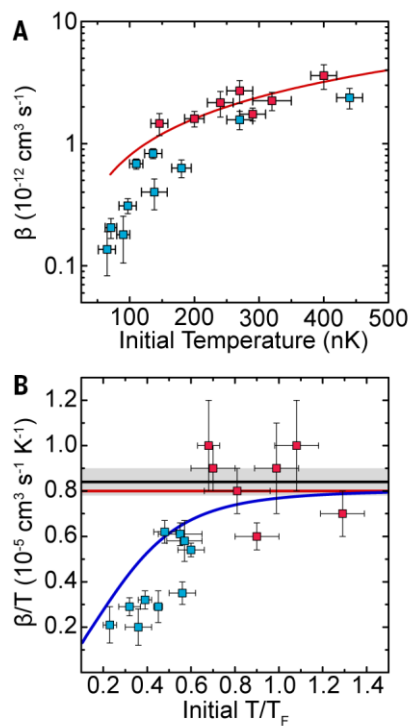 A
10
1
0.1
β (10⁻¹² cm³ s⁻¹)
100 200 300 400 500
Initial Temperature (nK)
B
1.2
1.0
0.8
0.6
0.4
0.2
β/T (10⁻⁵ cm³ s⁻¹ K⁻¹)
0.2 0.4 0.6 0.8 1.0 1.2 1.4
Initial T/T_F